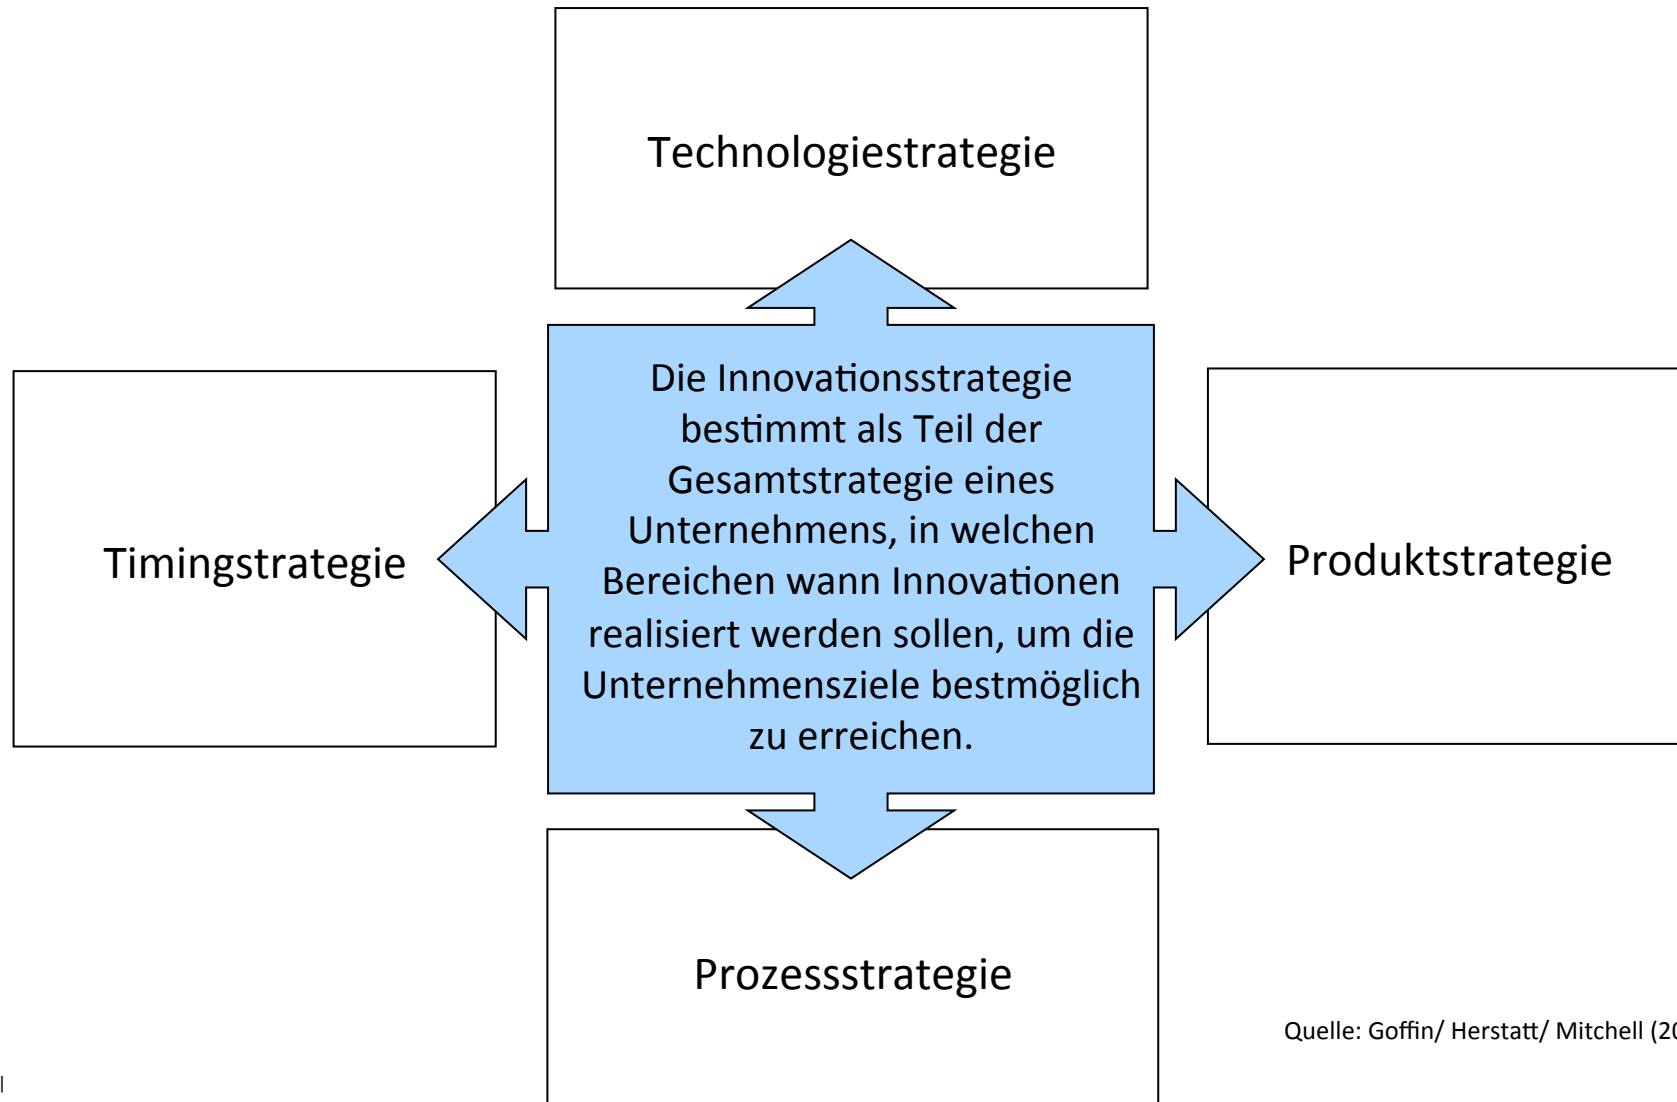 Technologiestrategie
Die Innovationsstrategie
bestimmt als Teil der
Gesamtstrategie eines
Unternehmens, in welchen
Bereichen wann Innovationen
realisiert werden sollen, um die
Unternehmensziele bestmöglich
zu erreichen.
Timingstrategie
Produktstrategie
Prozessstrategie
Quelle: Goffin/ Herstatt/ Mitchell (20